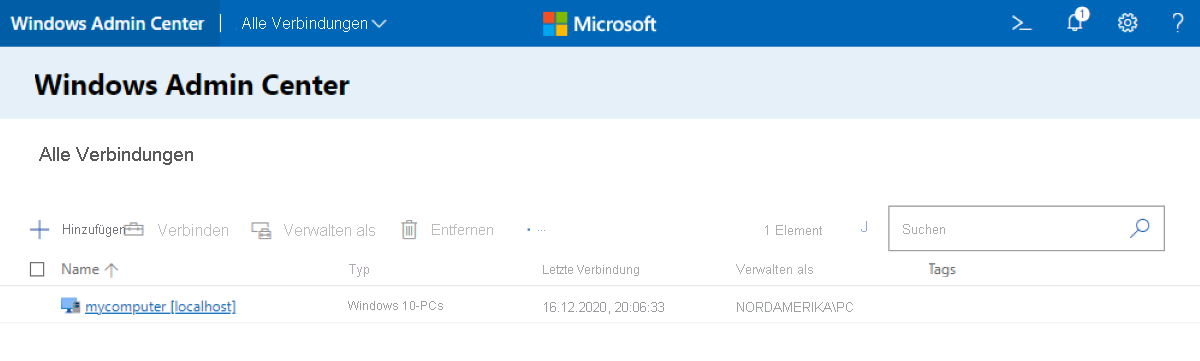 Windows Admin Center Alle Verbindungen Microsoft >_ 1 ?
Windows Admin Center
Alle Verbindungen
Hinzufügen Verbinden Verwalten als Entfernen ... 1 Element J Suchen
Name Typ Letzte Verbindung Verwalten als Tags
mycomputer [localhost] Windows 10-PCs 16.12.2020, 20:06:33 NORDAMERIKA\PC